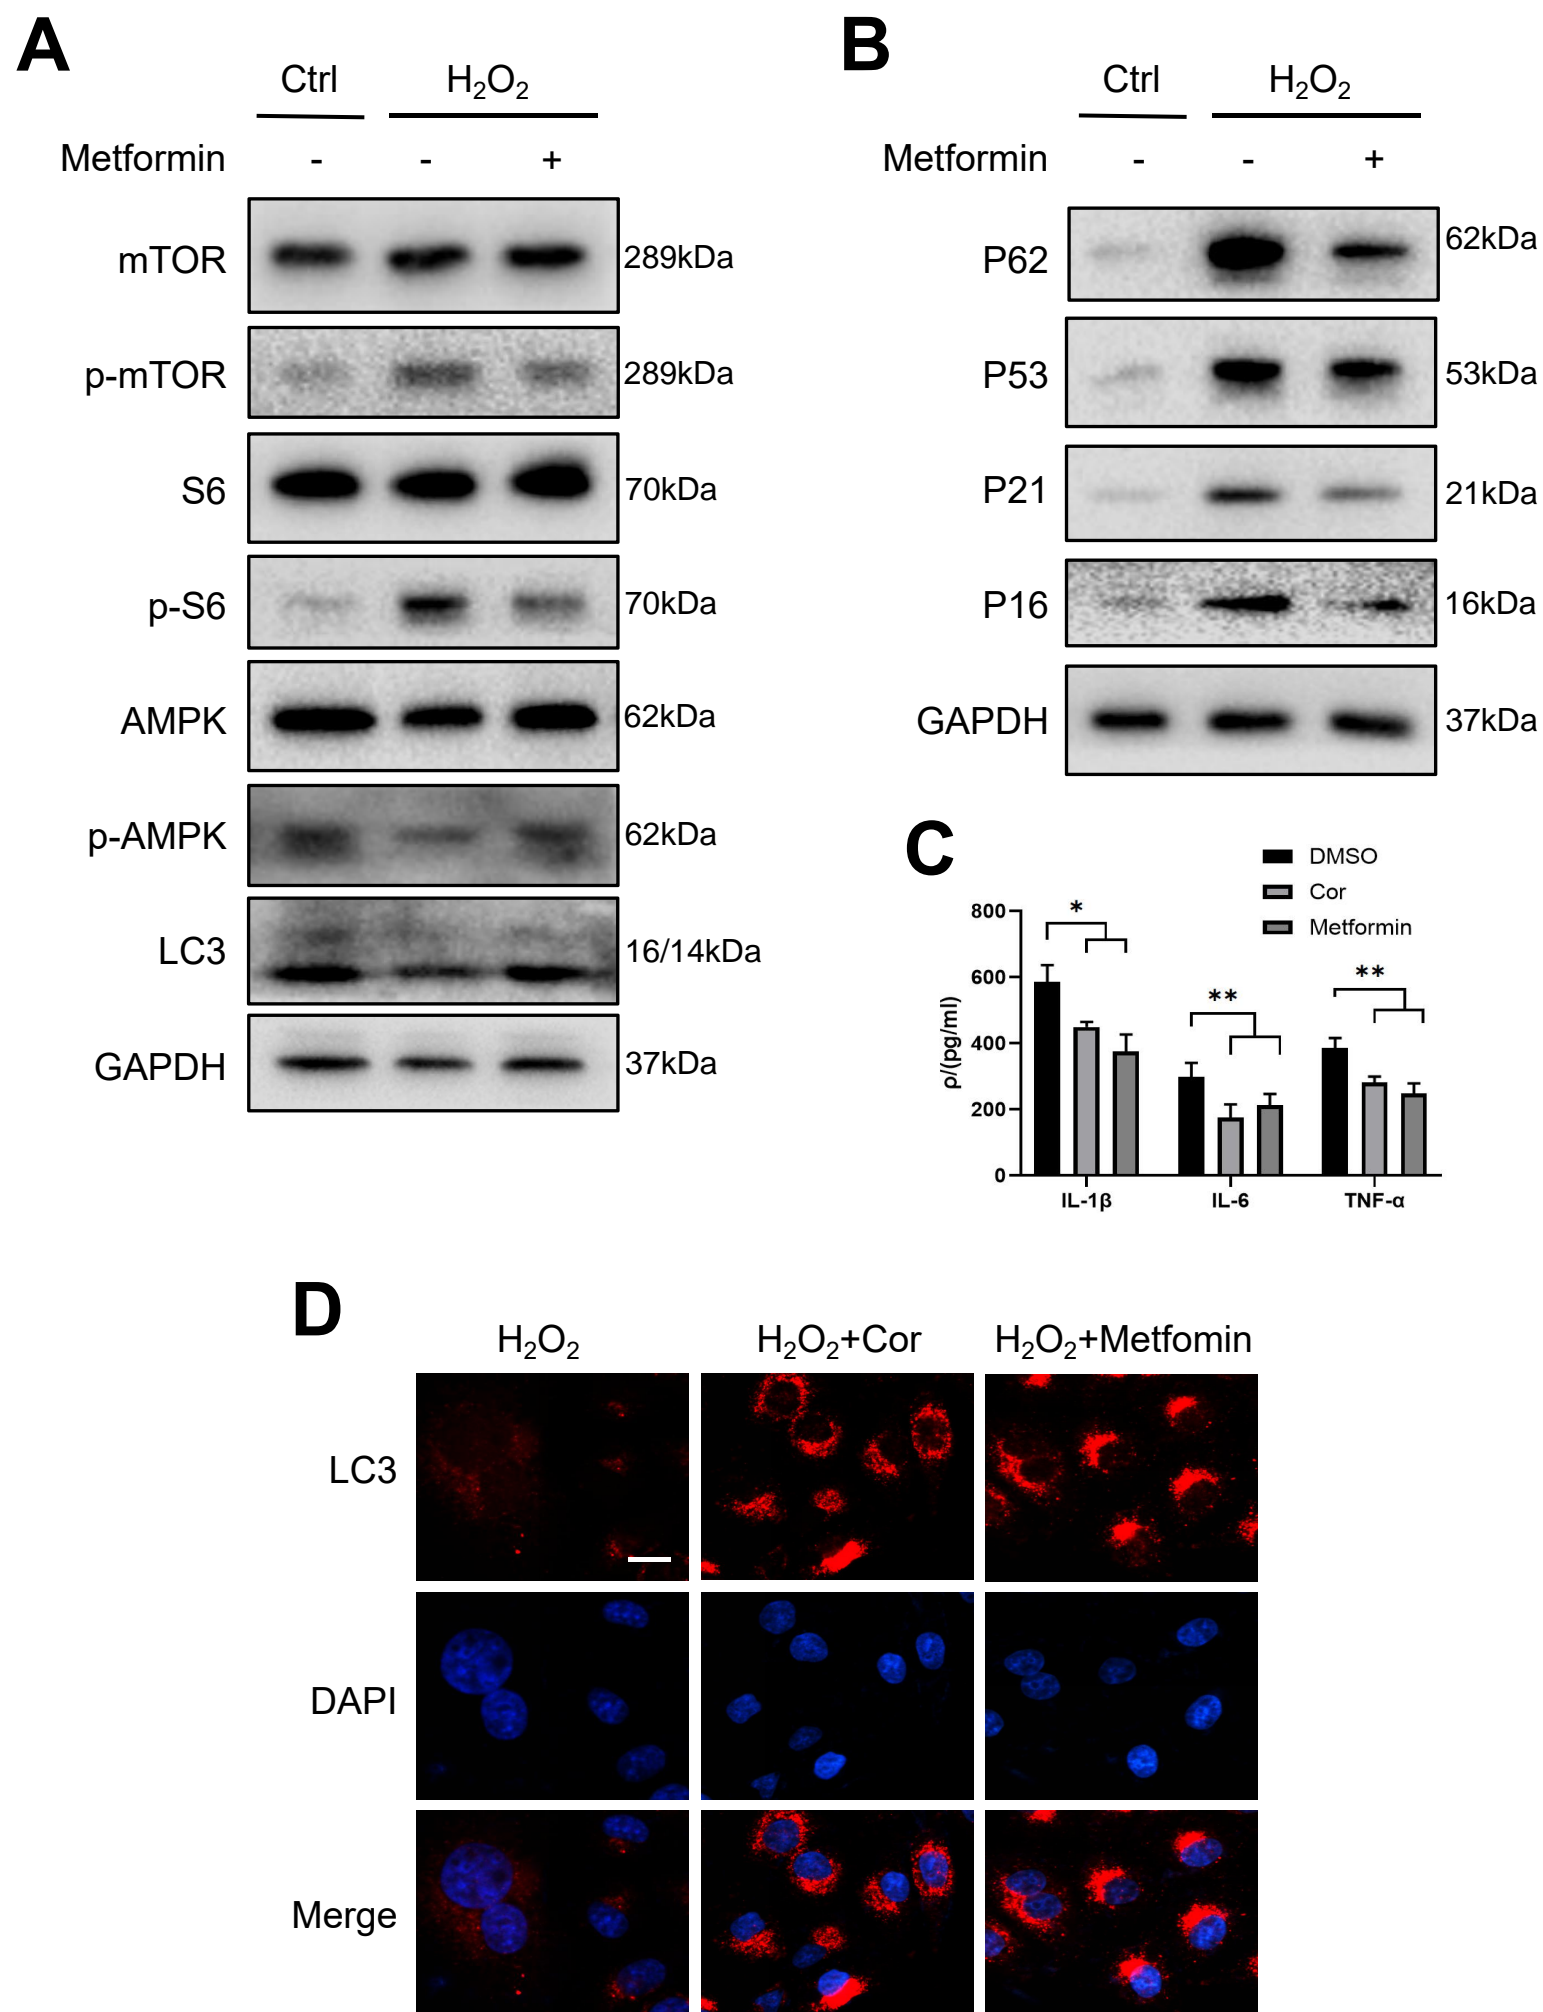 A
Ctrl H₂O₂
Metformin - - +
mTOR 289kDa
p-mTOR 289kDa
S6 70kDa
p-S6 70kDa
AMPK 62kDa
p-AMPK 62kDa
LC3 16/14kDa
GAPDH 37kDa
B
Ctrl H₂O₂
Metformin - - +
P62 62kDa
P53 53kDa
P21 21kDa
P16 16kDa
GAPDH 37kDa
C
DMSO
Cor
Metformin
ρ/(pg/ml)
800
600
400
200
0
* ** **
IL-1β IL-6 TNF-α
D
H₂O₂ H₂O₂+Cor H₂O₂+Metfomin
LC3
DAPI
Merge